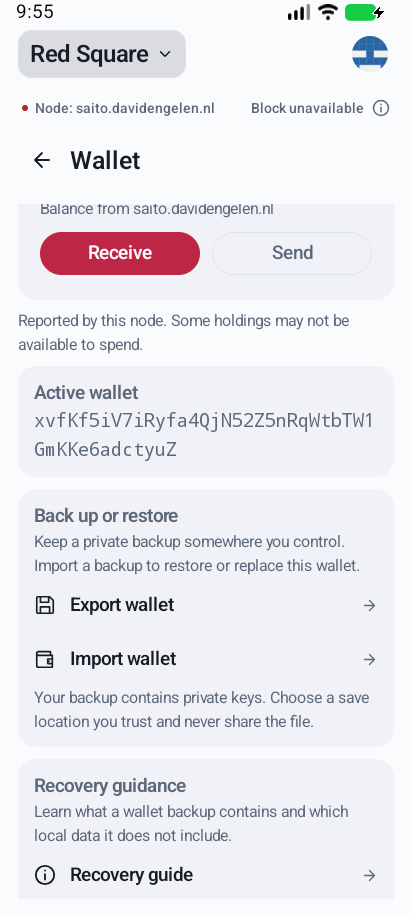 9:55
Red Square
Node: saito.davidengelen.nl
Block unavailable
Wallet
Balance from saito.davidengelen.nl
Receive
Send
Reported by this node. Some holdings may not be
available to spend.
Active wallet
xvfKf5iV7iRyfa4QjN52Z5nRqWtbTW1
GmKKe6adctyuZ
Back up or restore
Keep a private backup somewhere you control.
Import a backup to restore or replace this wallet.
Export wallet
Import wallet
Your backup contains private keys. Choose a save
location you trust and never share the file.
Recovery guidance
Learn what a wallet backup contains and which
local data it does not include.
Recovery guide